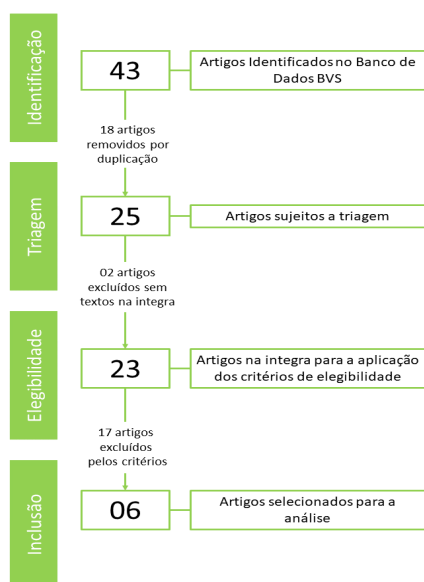 Identificação
43
Artigos Identificados no Banco de
Dados BVS
18 artigos
removidos por
duplicação
Triagem
25
Artigos sujeitos a triagem
02 artigos
excluídos sem
textos na integra
Elegibilidade
23
Artigos na integra para a aplicação
dos critérios de elegibilidade
17 artigos
excluídos
pelos critérios
Inclusão
06
Artigos selecionados para a
análise